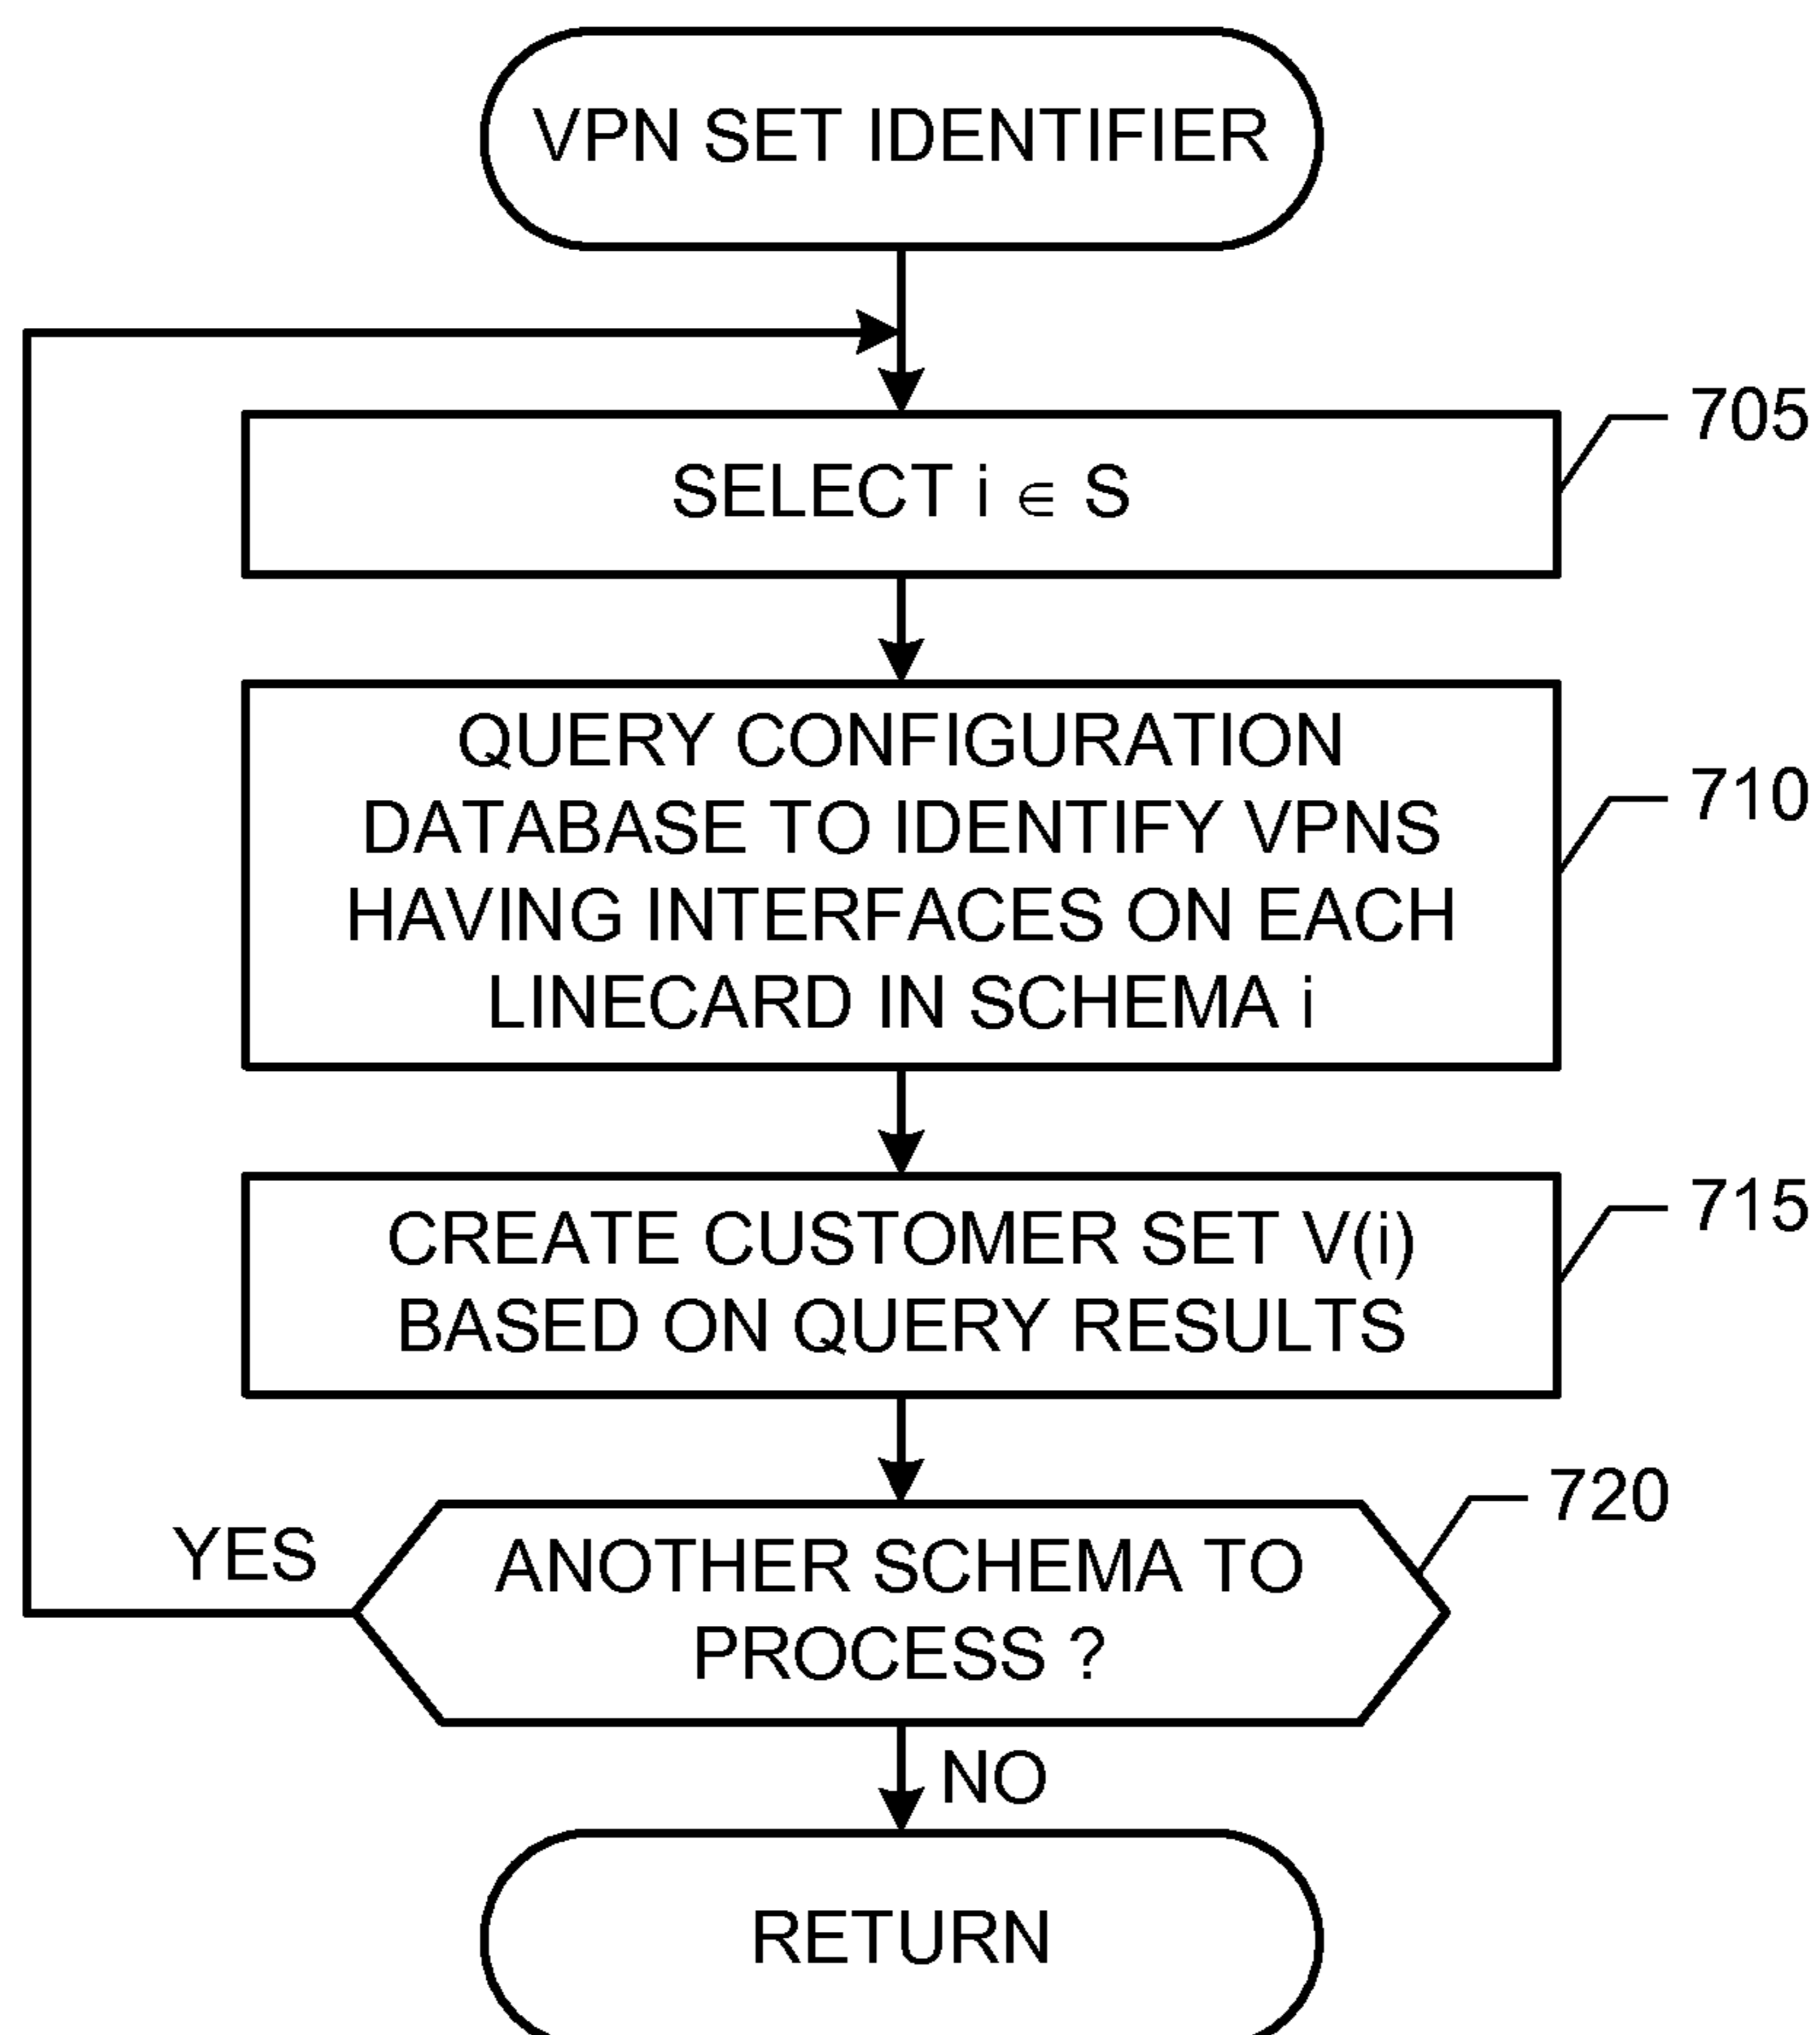 VPN SET IDENTIFIER
705
SELECT i ∈ S
710
QUERY CONFIGURATION
DATABASE TO IDENTIFY VPNS
HAVING INTERFACES ON EACH
LINECARD IN SCHEMA i
715
CREATE CUSTOMER SET V(i)
BASED ON QUERY RESULTS
720
YES
ANOTHER SCHEMA TO
PROCESS ?
NO
RETURN